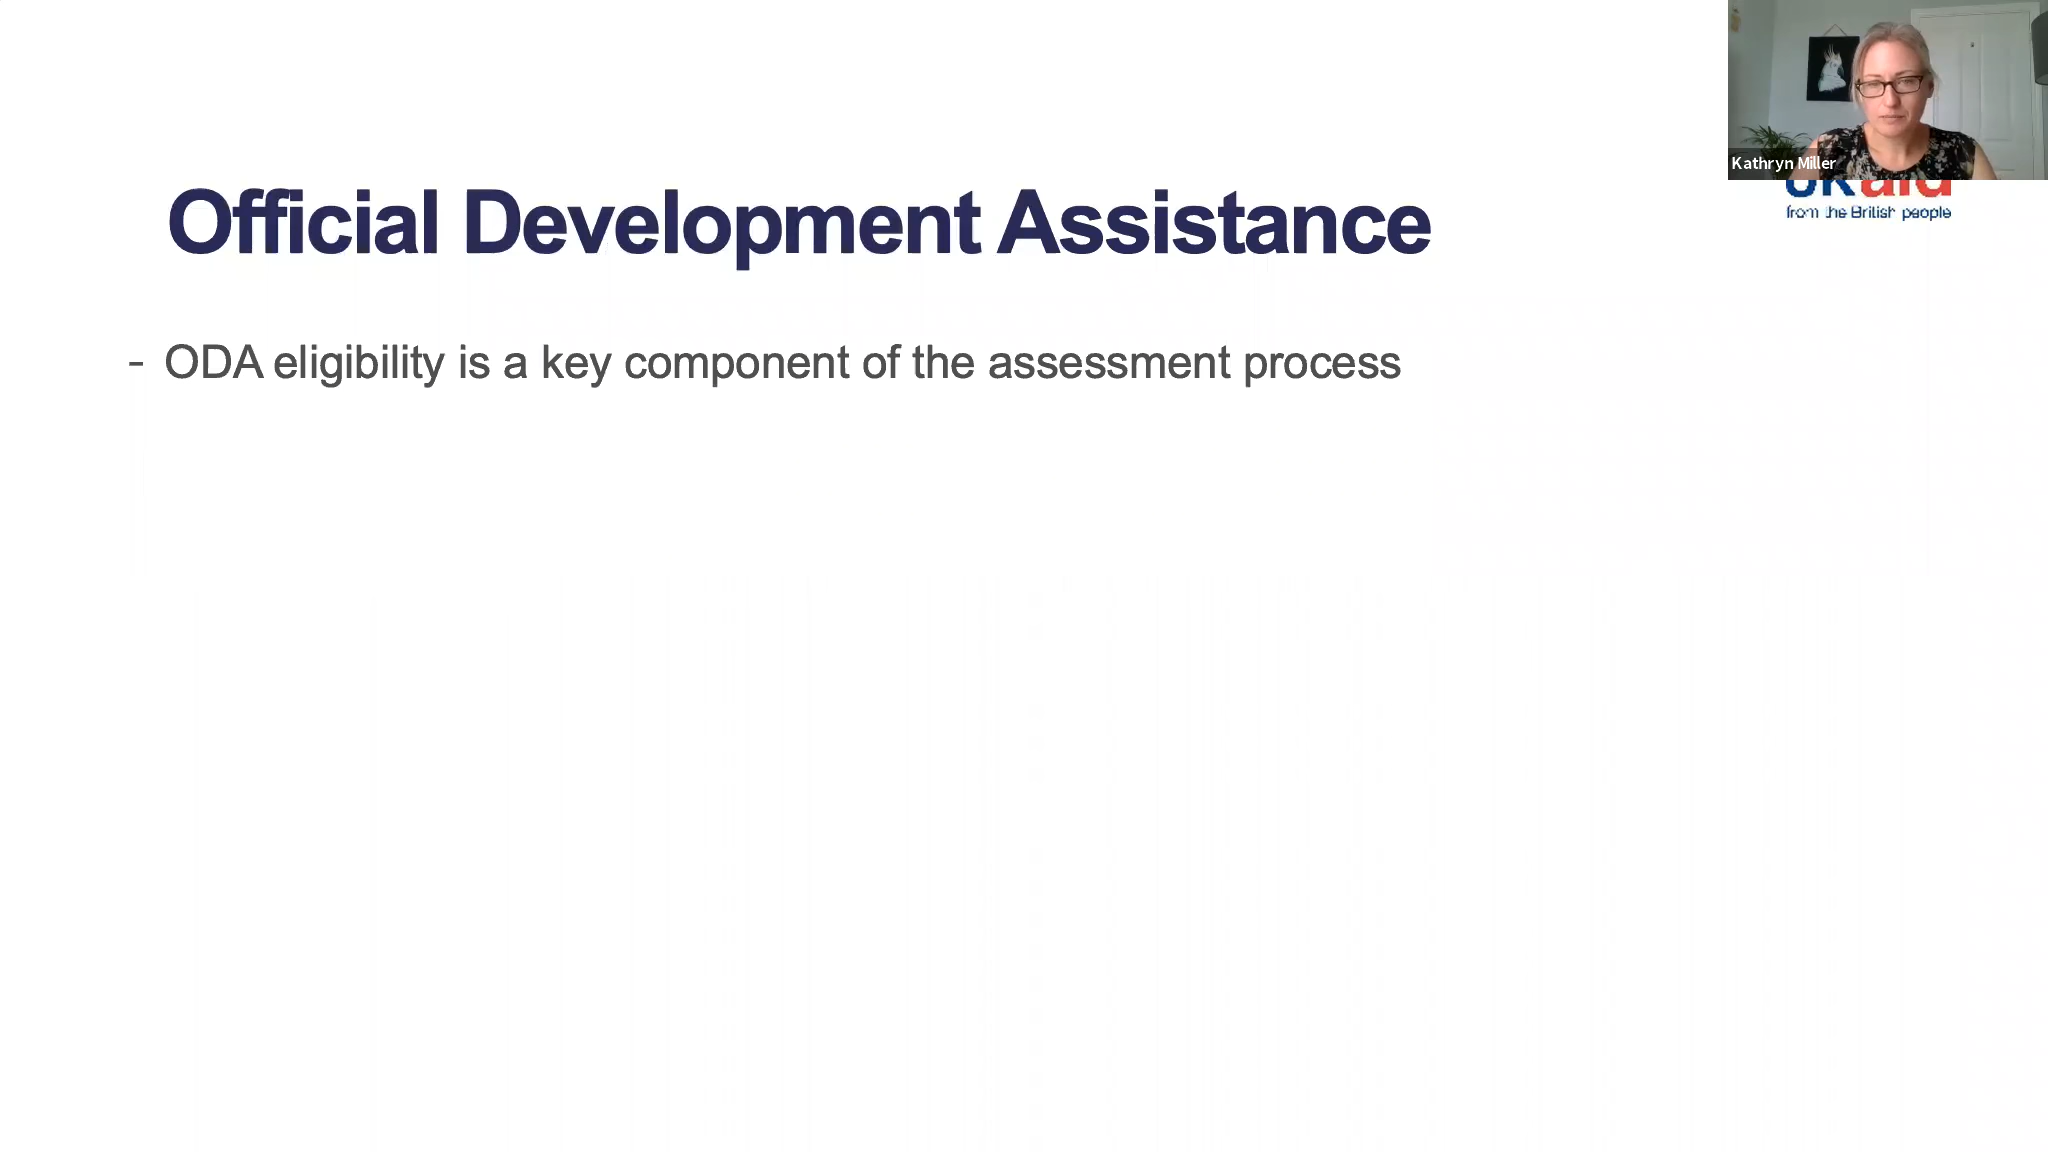 Kathryn Miller
UKaid
from the British people
Official Development Assistance
- ODA eligibility is a key component of the assessment process